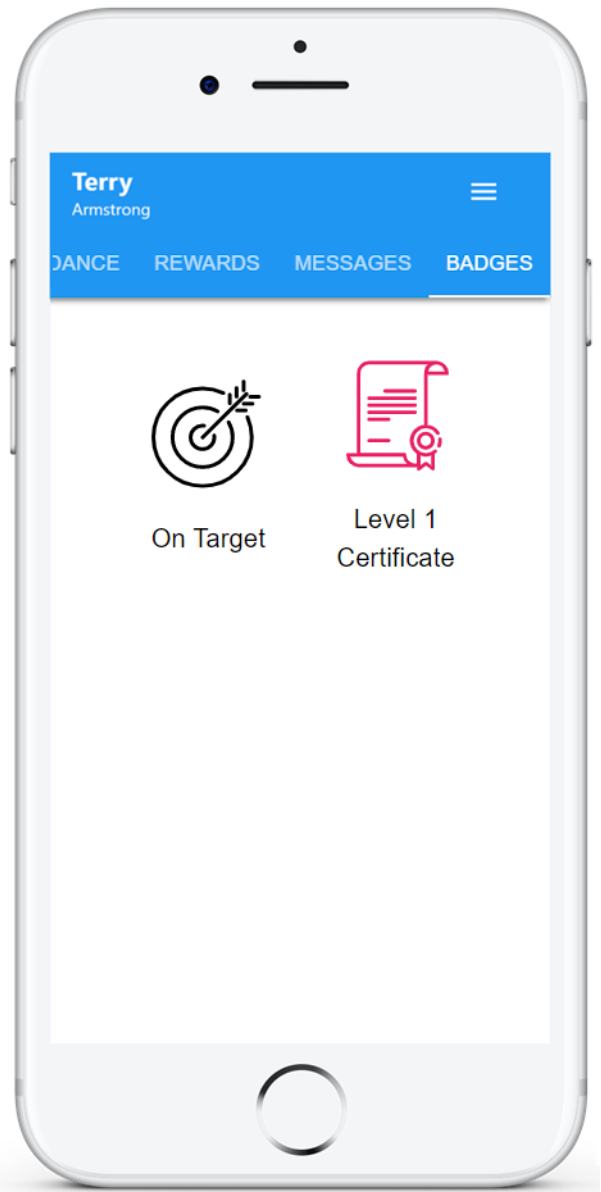 Terry
Armstrong
DANCE REWARDS MESSAGES BADGES
On Target
Level 1
Certificate